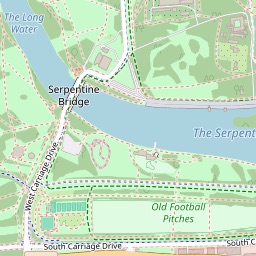 The Long
Water
Serpentine
Bridge
The Serpent
West Carriage Drive
Old Football
Pitches
South Carriage Drive
South C